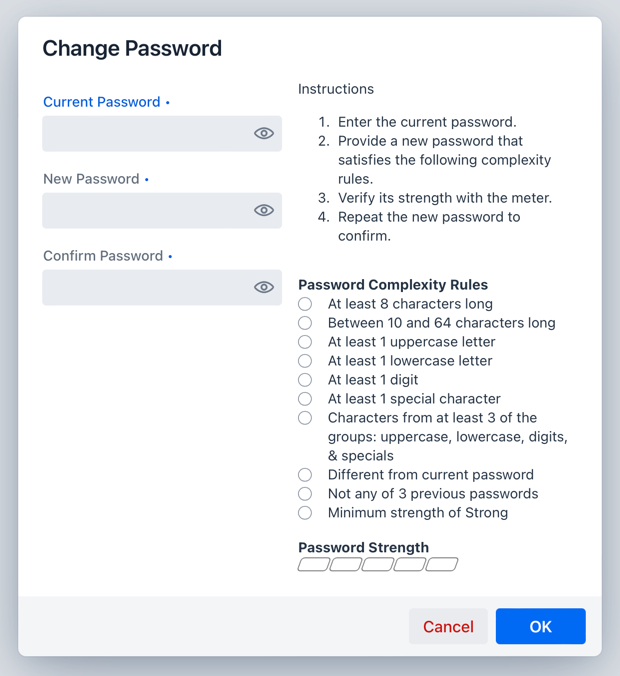 Change Password
Current Password •
New Password •
Confirm Password •
Instructions
1. Enter the current password.
2. Provide a new password that
satisfies the following complexity
rules.
3. Verify its strength with the meter.
4. Repeat the new password to
confirm.
Password Complexity Rules
At least 8 characters long
Between 10 and 64 characters long
At least 1 uppercase letter
At least 1 lowercase letter
At least 1 digit
At least 1 special character
Characters from at least 3 of the
groups: uppercase, lowercase, digits,
& specials
Different from current password
Not any of 3 previous passwords
Minimum strength of Strong
Password Strength
Cancel
OK